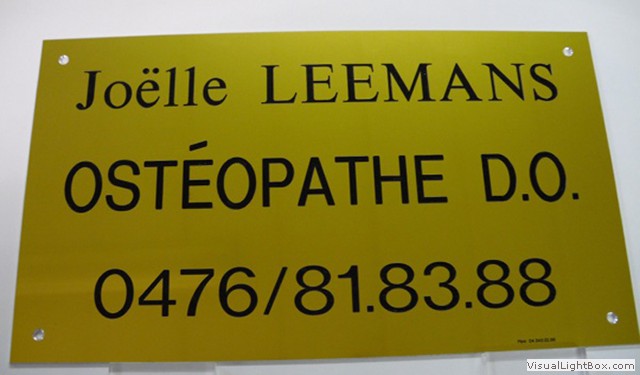 Joëlle LEEMANS
OSTÉOPATHE D.O.
0476/81.83.88
VisualLightBox.com